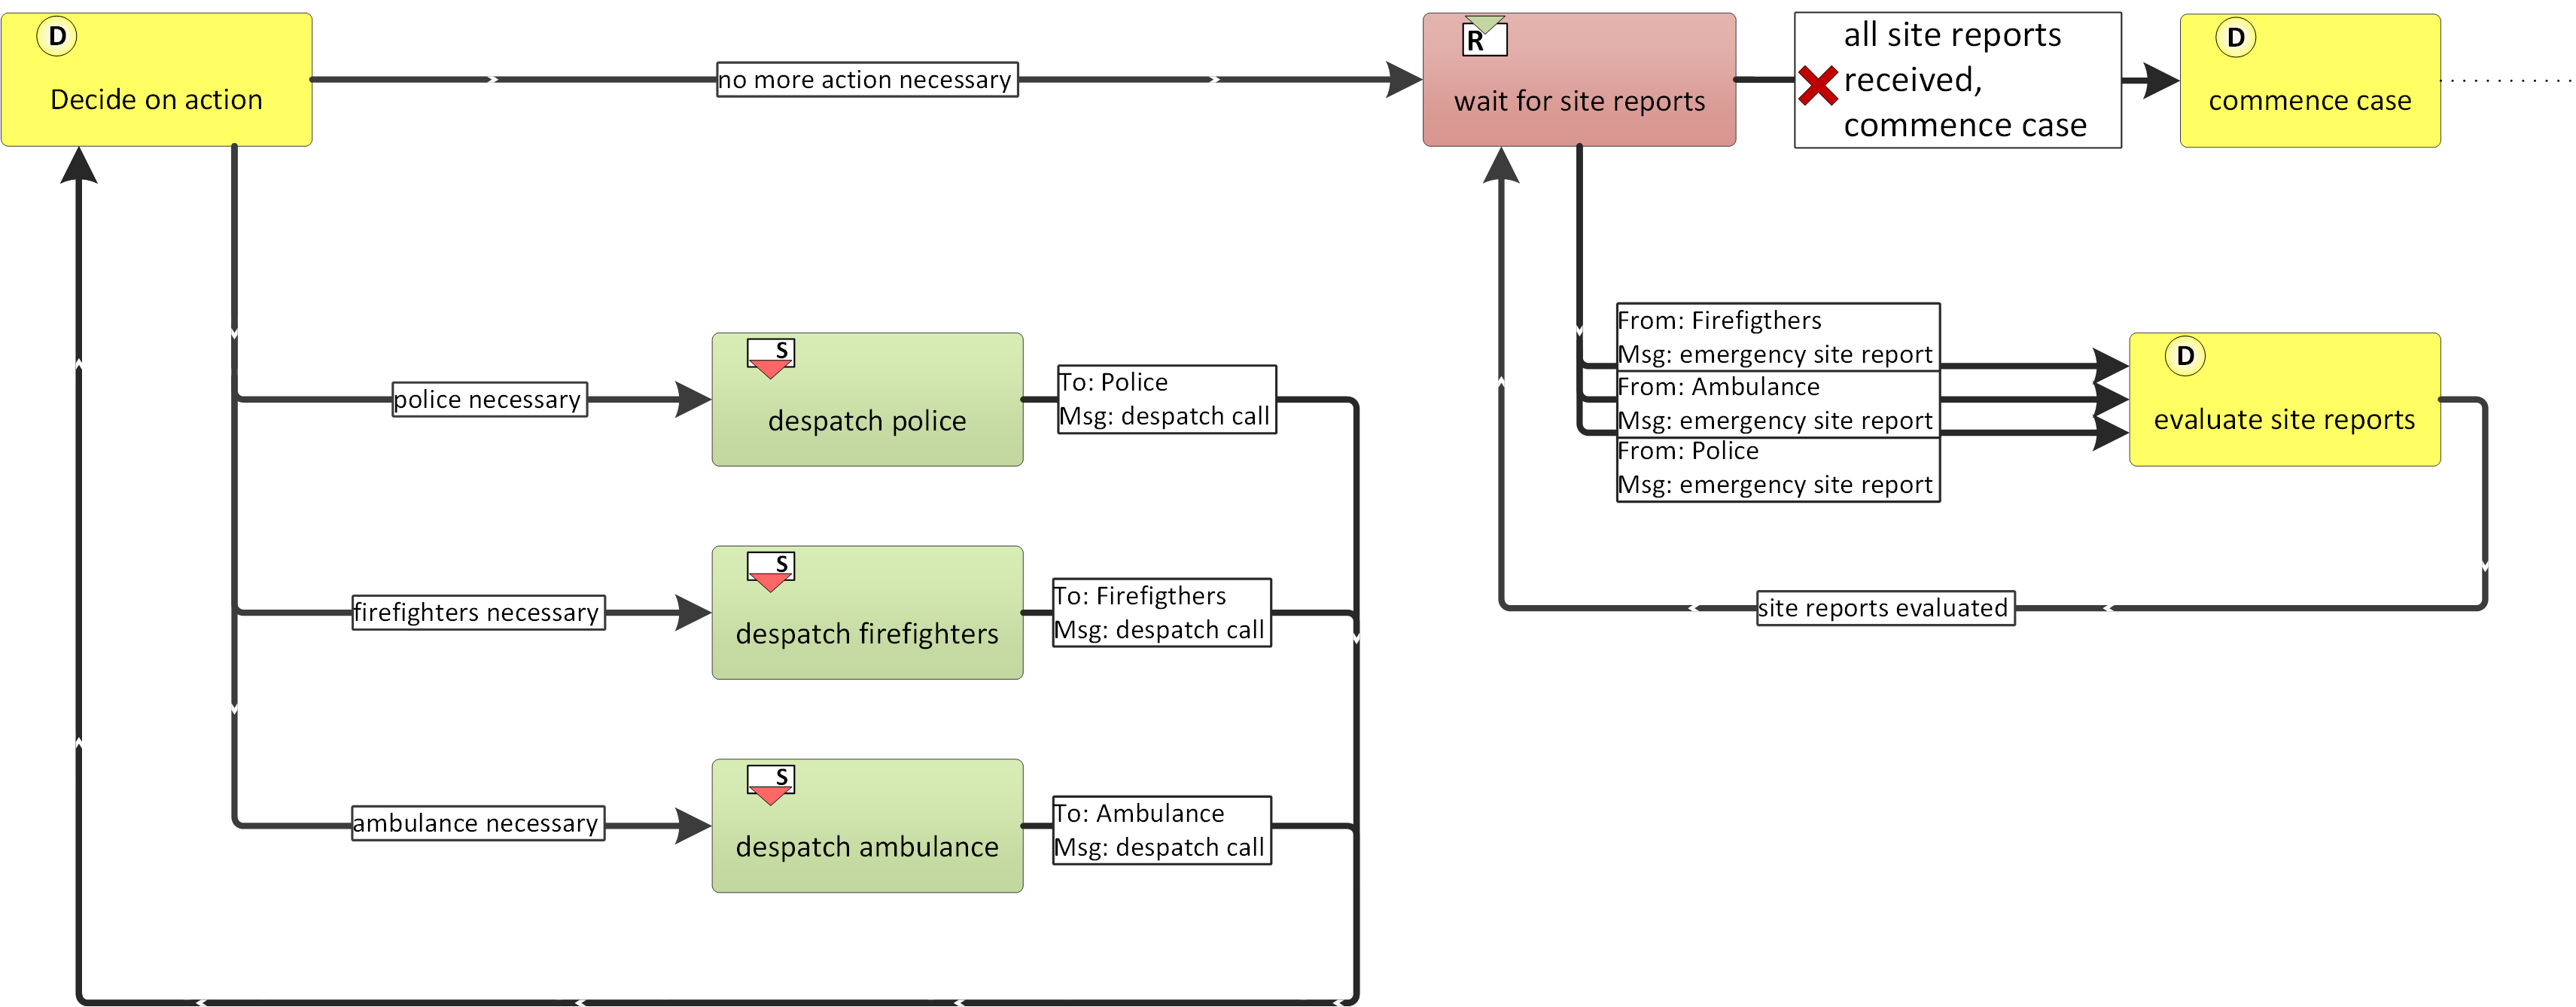 D
Decide on action
no more action necessary
R
wait for site reports
all site reports
received,
commence case
D
commence case
police necessary
S
despatch police
To: Police
Msg: despatch call
From: Firefigthers
Msg: emergency site report
From: Ambulance
Msg: emergency site report
From: Police
Msg: emergency site report
D
evaluate site reports
firefighters necessary
S
despatch firefighters
To: Firefigthers
Msg: despatch call
site reports evaluated
ambulance necessary
S
despatch ambulance
To: Ambulance
Msg: despatch call